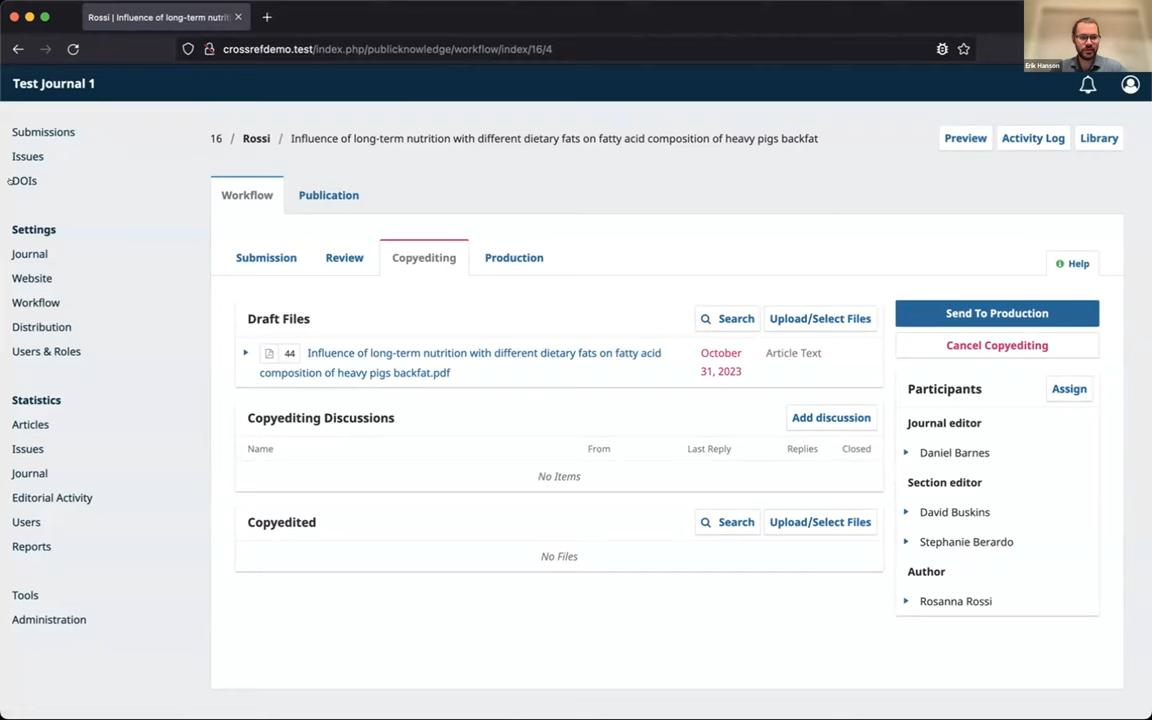 Rossi | Influence of long-term nutriti
crossrefdemo.test/index.php/publicknowledge/workflow/index/16/4
Erik Hanson
Test Journal 1
Submissions
Issues
DOIs
Settings
Journal
Website
Workflow
Distribution
Users & Roles
Statistics
Articles
Issues
Journal
Editorial Activity
Users
Reports
Tools
Administration
16 / Rossi / Influence of long-term nutrition with different dietary fats on fatty acid composition of heavy pigs backfat
Preview
Activity Log
Library
Workflow
Publication
Submission
Review
Copyediting
Production
Help
Draft Files
Search
Upload/Select Files
44 Influence of long-term nutrition with different dietary fats on fatty acid
composition of heavy pigs backfat.pdf
October
31, 2023
Article Text
Copyediting Discussions
Add discussion
Name From Last Reply Replies Closed
No Items
Copyedited
Search
Upload/Select Files
No Files
Send To Production
Cancel Copyediting
Participants
Assign
Journal editor
Daniel Barnes
Section editor
David Buskins
Stephanie Berardo
Author
Rosanna Rossi